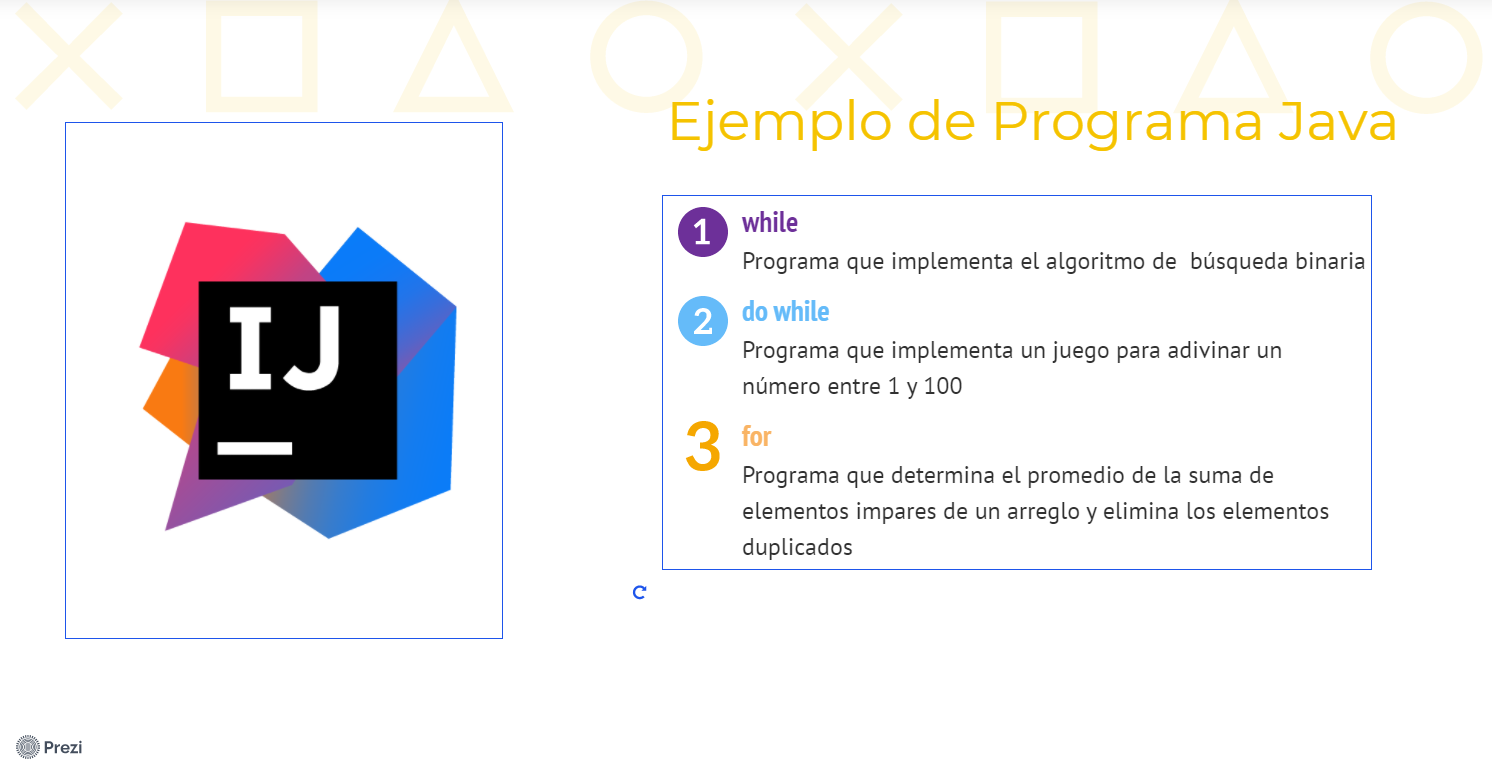 Ejemplo de Programa Java
IJ
1 while
Programa que implementa el algoritmo de búsqueda binaria
2 do while
Programa que implementa un juego para adivinar un
número entre 1 y 100
3 for
Programa que determina el promedio de la suma de
elementos impares de un arreglo y elimina los elementos
duplicados
Prezi